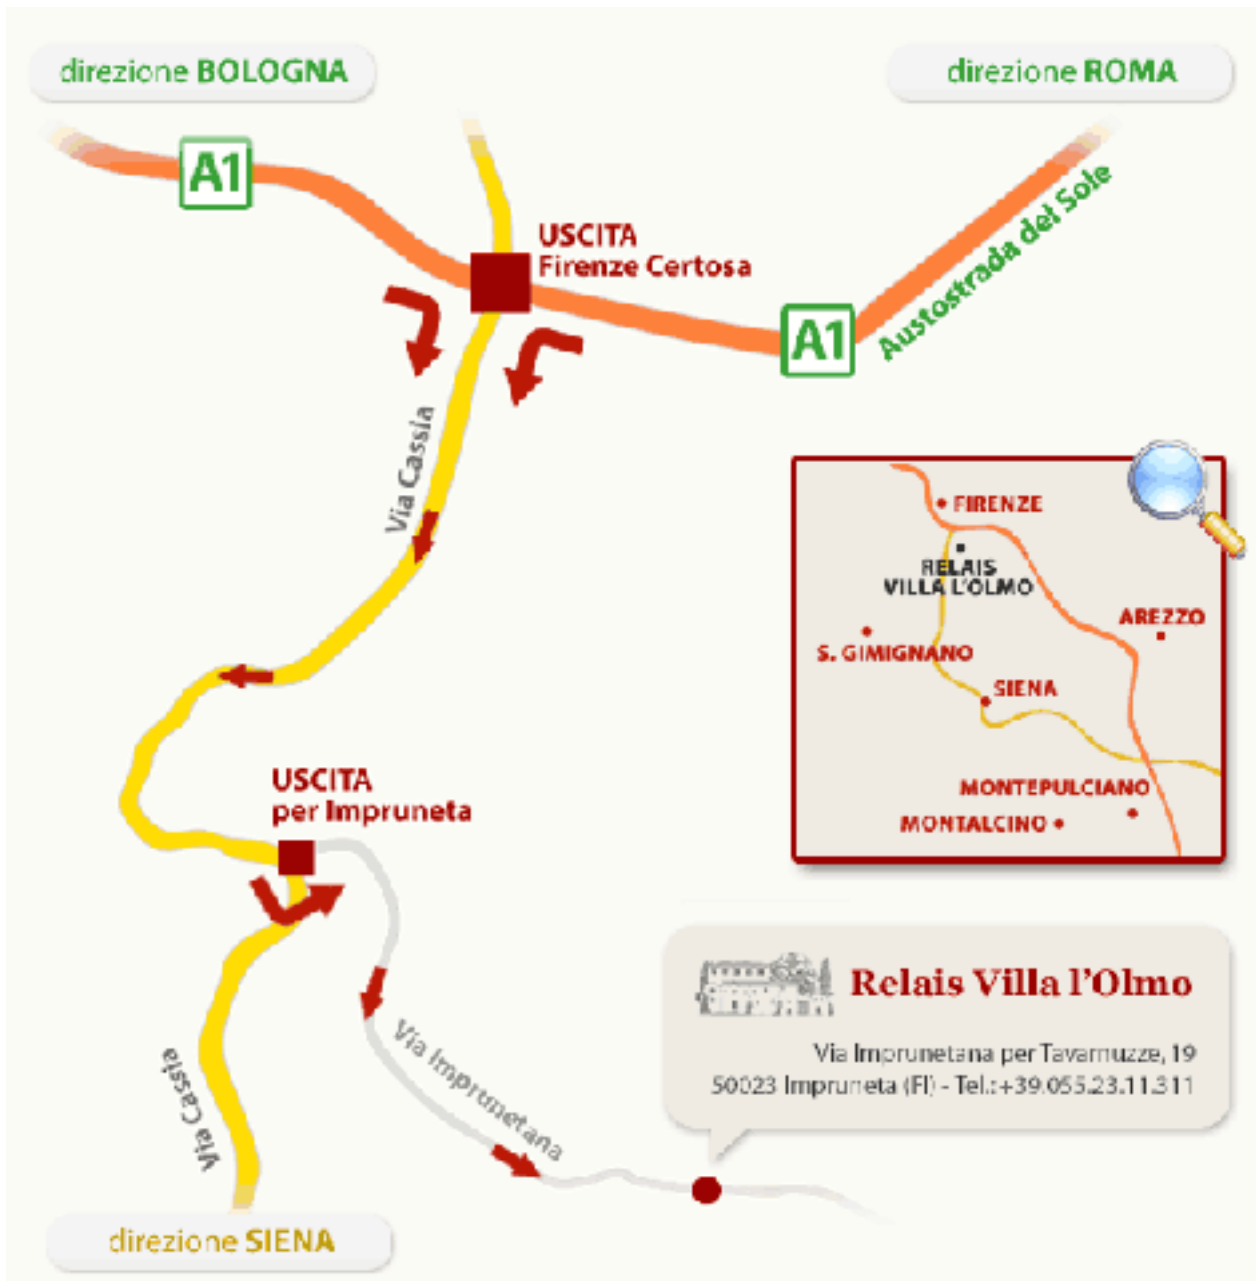 direzione BOLOGNA
direzione ROMA
A1
USCITA
Firenze Certosa
A1
Austostrada del Sole
Via Cassia
FIRENZE
RELAIS
VILLA L'OLMO
AREZZO
S. GIMIGNANO
SIENA
MONTEPULCIANO
MONTALCINO
USCITA
per Impruneta
Relais Villa l'Olmo
Via Imprunetana per Tavarnuzze, 19
50023 Impruneta (FI) - Tel.:+39.055.23.11.311
Via Imprunetana
Via Cassia
direzione SIENA